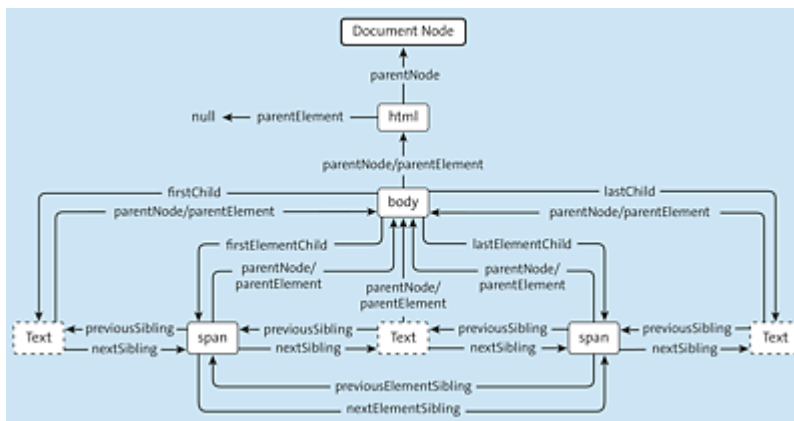 Document Node
parentNode
null
parentElement
html
parentNode/parentElement
firstChild
body
lastChild
parentNode/parentElement
parentNode/parentElement
firstElementChild
lastElementChild
parentNode/
parentElement
parentNode/
parentElement
parentNode/
parentElement
Text
previousSibling
nextSibling
span
previousSibling
nextSibling
Text
previousSibling
nextSibling
span
previousSibling
nextSibling
Text
previousElementSibling
nextElementSibling